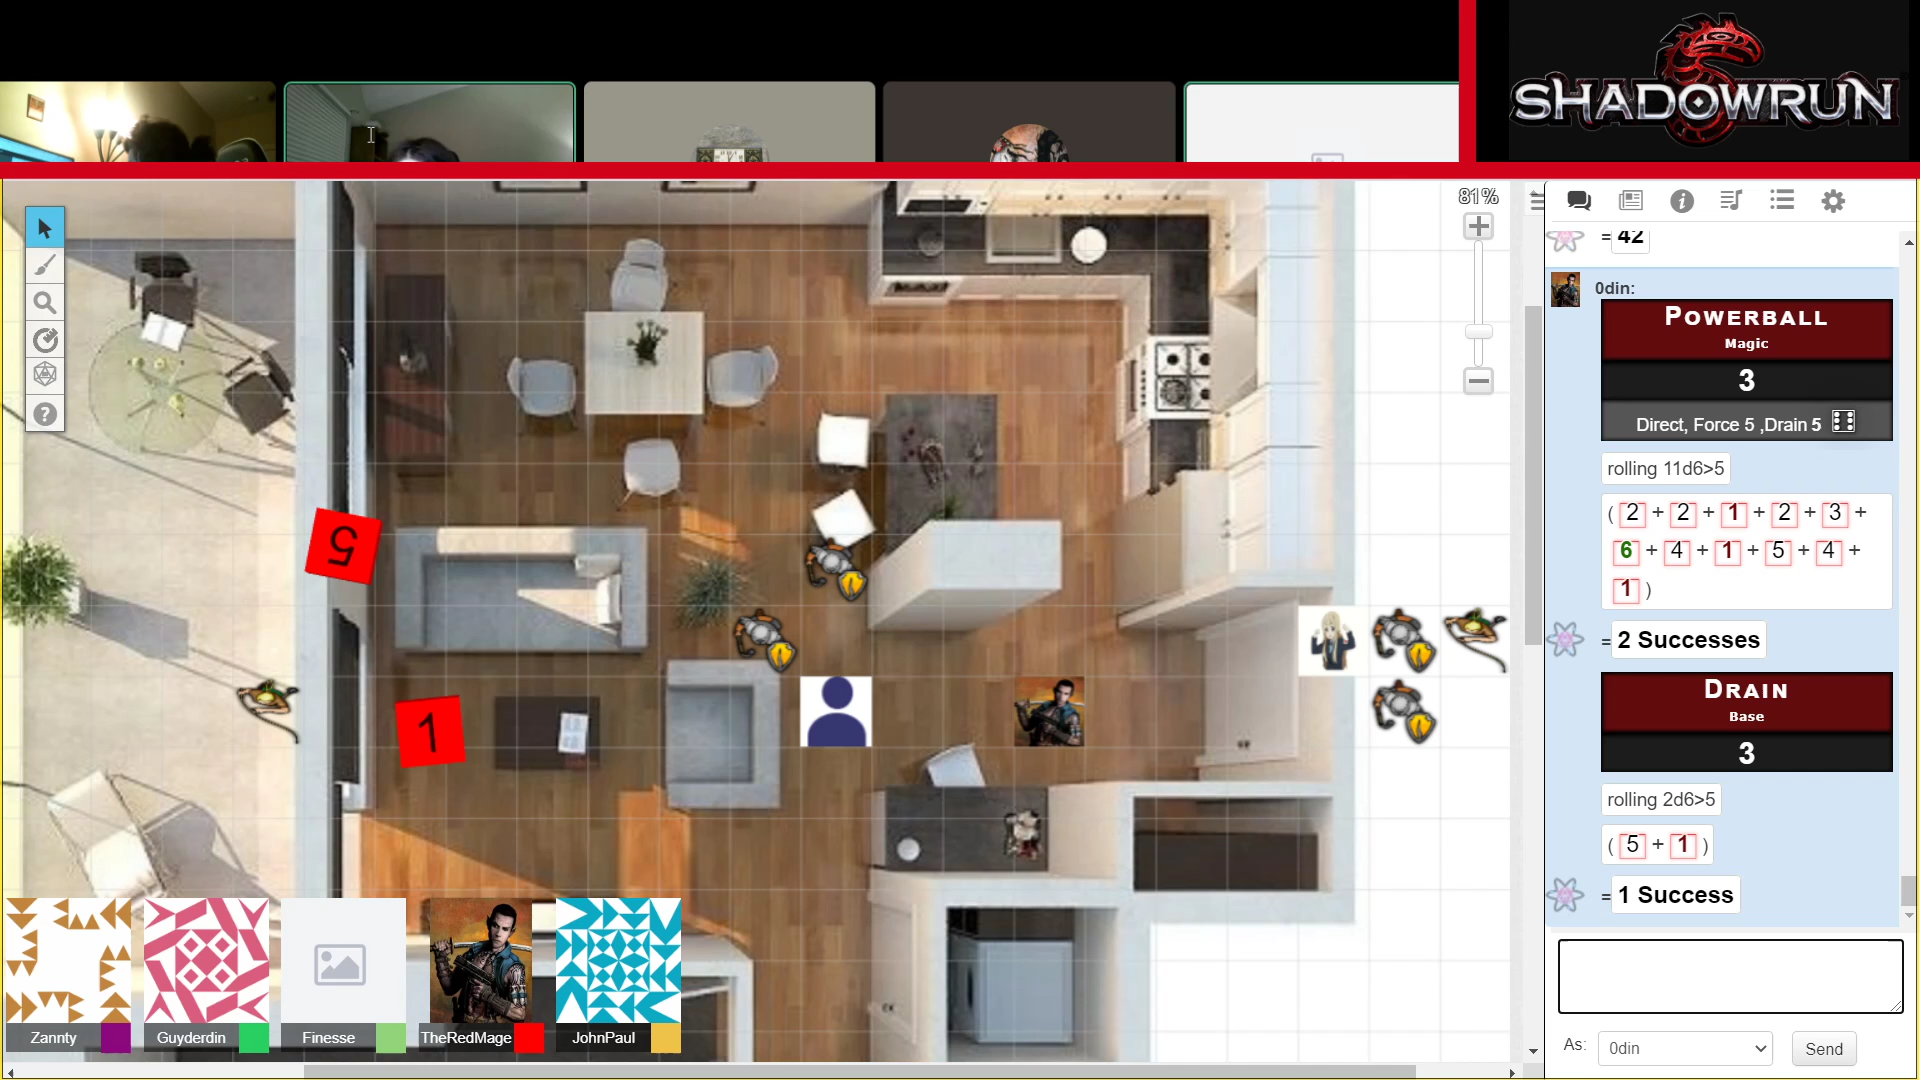 SHADOWRUN
81%
= 42
0din:
POWERBALL
Magic
3
Direct, Force 5 ,Drain 5
rolling 11d6>5
( 2 + 2 + 1 + 2 + 3 +
6 + 4 + 1 + 5 + 4 +
1 )
= 2 Successes
DRAIN
Base
3
rolling 2d6>5
( 5 + 1 )
= 1 Success
As: 0din
Send
5
1
Zannty
Guyderdin
Finesse
TheRedMage
JohnPaul